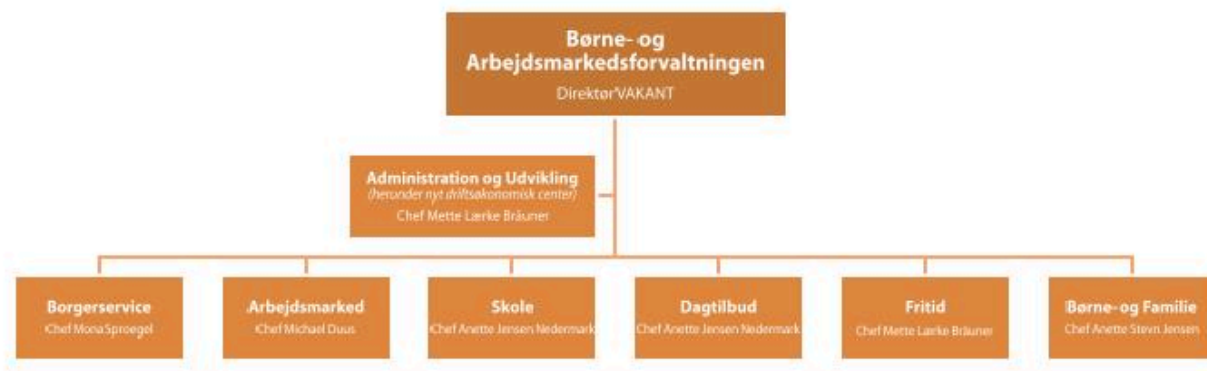 Børne- og
Arbejdsmarkedsforvaltningen
Direktør VAKANT
Administration og Udvikling
(herunder nyt driftsøkonomisk center)
Chef Mette Lærke Bräuner
Borgerservice
Chef Mona Sproegel
Arbejdsmarked
Chef Michael Duus
Skole
Chef Anette Jensen Nedermark
Dagtilbud
Chef Anette Jensen Nedermark
Fritid
Chef Mette Lærke Bräuner
Børne- og Familie
Chef Anette Stevn Jensen